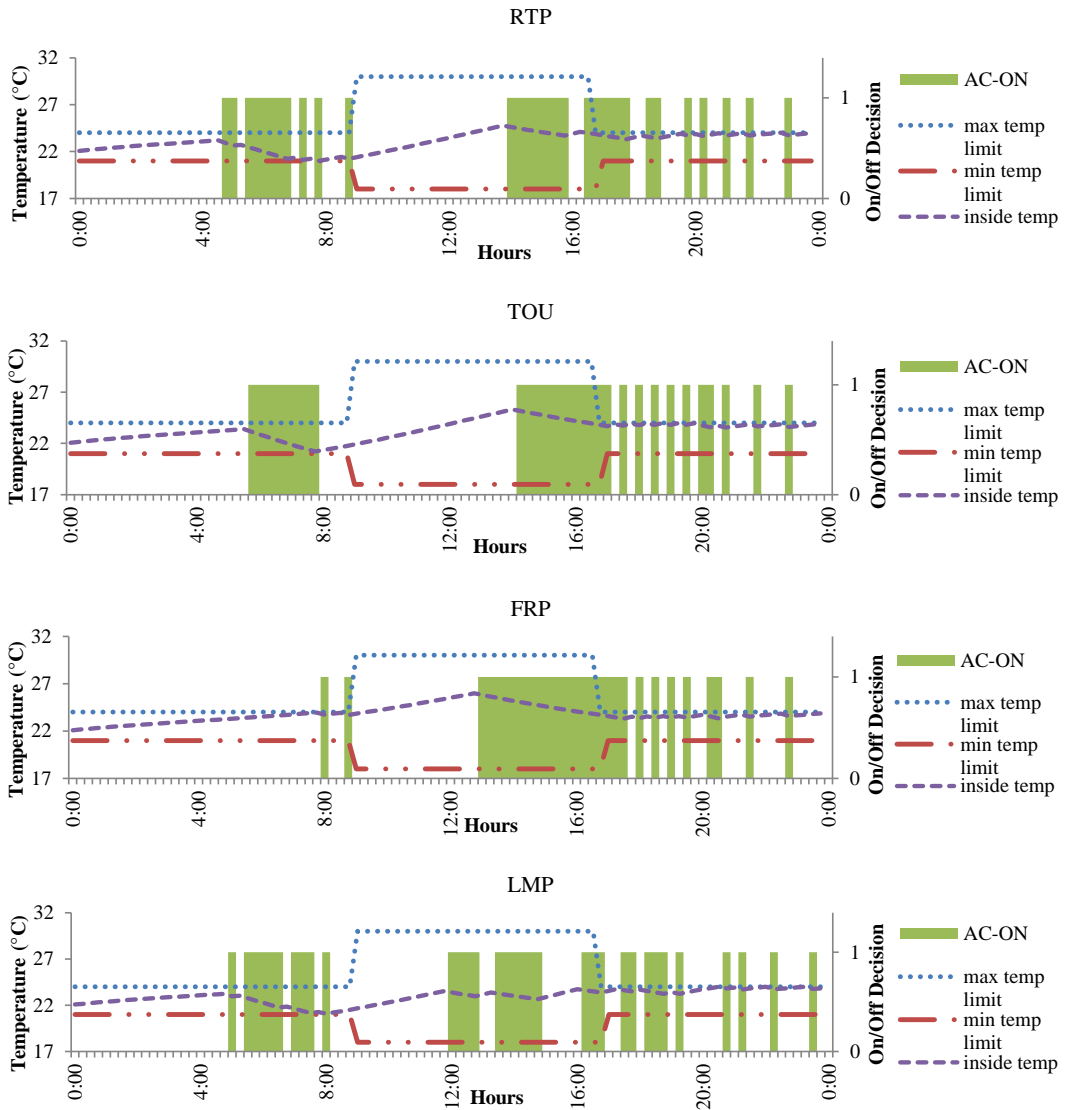 RTP
Temperature (°C)
32
27
22
17
0:00
4:00
8:00
12:00
16:00
20:00
0:00
Hours
1
0
On/Off Decision
AC-ON
max temp
limit
min temp
limit
inside temp
TOU
Temperature (°C)
32
27
22
17
0:00
4:00
8:00
12:00
16:00
20:00
0:00
Hours
1
0
On/Off Decision
AC-ON
max temp
limit
min temp
limit
inside temp
FRP
Temperature (°C)
32
27
22
17
0:00
4:00
8:00
12:00
16:00
20:00
0:00
Hours
1
0
On/Off Decision
AC-ON
max temp
limit
min temp
limit
inside temp
LMP
Temperature (°C)
32
27
22
17
0:00
4:00
8:00
12:00
16:00
20:00
0:00
Hours
1
0
On/Off Decision
AC-ON
max temp
limit
min temp
limit
inside temp